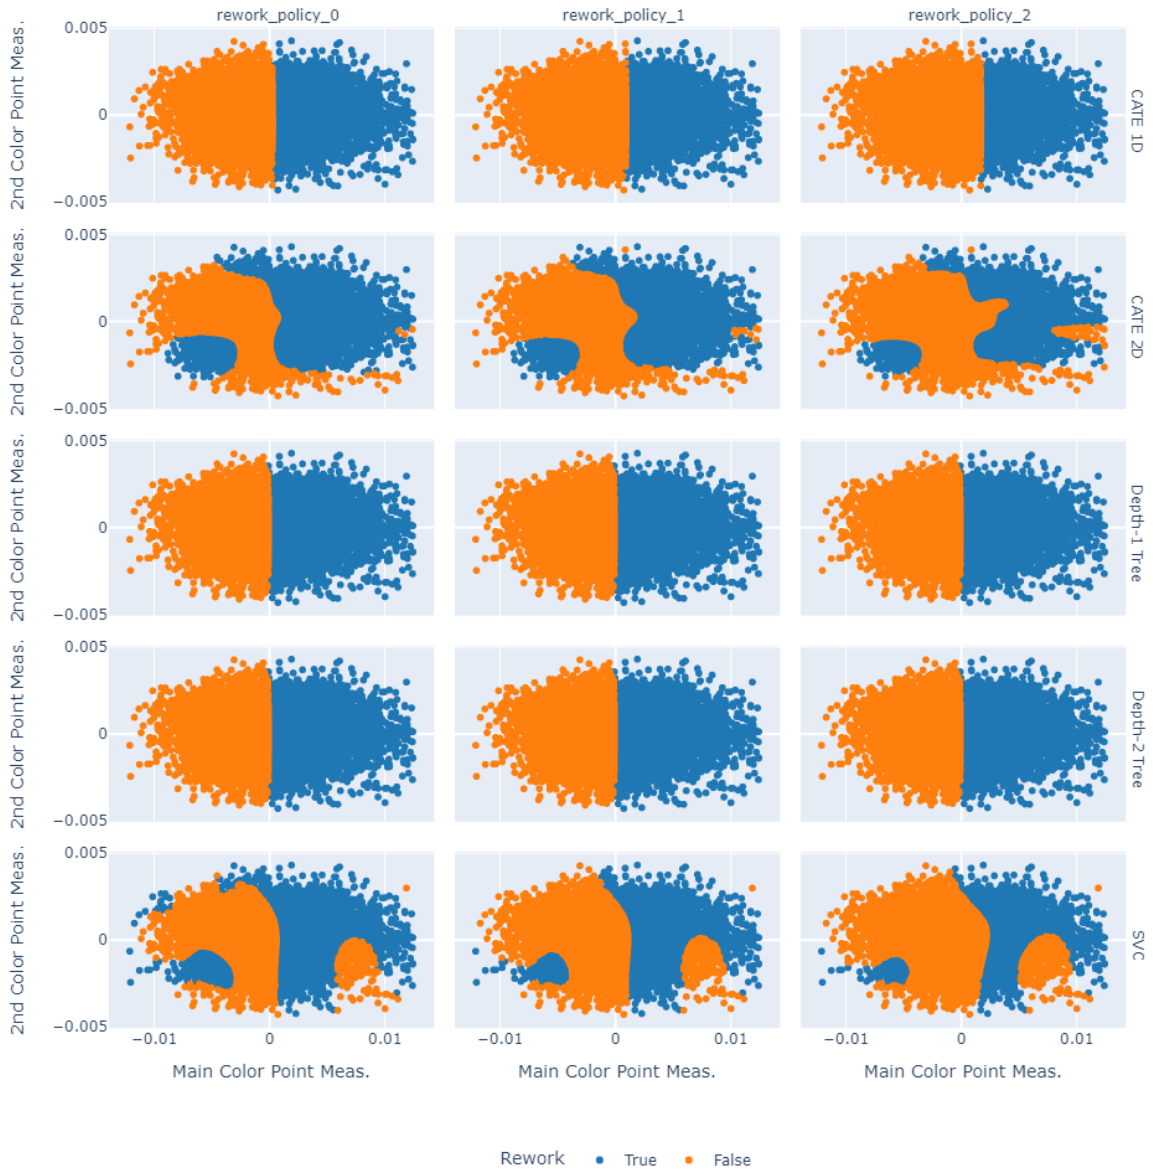 rework_policy_0 rework_policy_1 rework_policy_2
0.005
0
−0.005
2nd Color Point Meas.
CATE 1D
0.005
0
−0.005
2nd Color Point Meas.
CATE 2D
0.005
0
−0.005
2nd Color Point Meas.
Depth-1 Tree
0.005
0
−0.005
2nd Color Point Meas.
Depth-2 Tree
0.005
0
−0.005
2nd Color Point Meas.
SVC
−0.01 0 0.01 −0.01 0 0.01 −0.01 0 0.01
Main Color Point Meas. Main Color Point Meas. Main Color Point Meas.
Rework True False